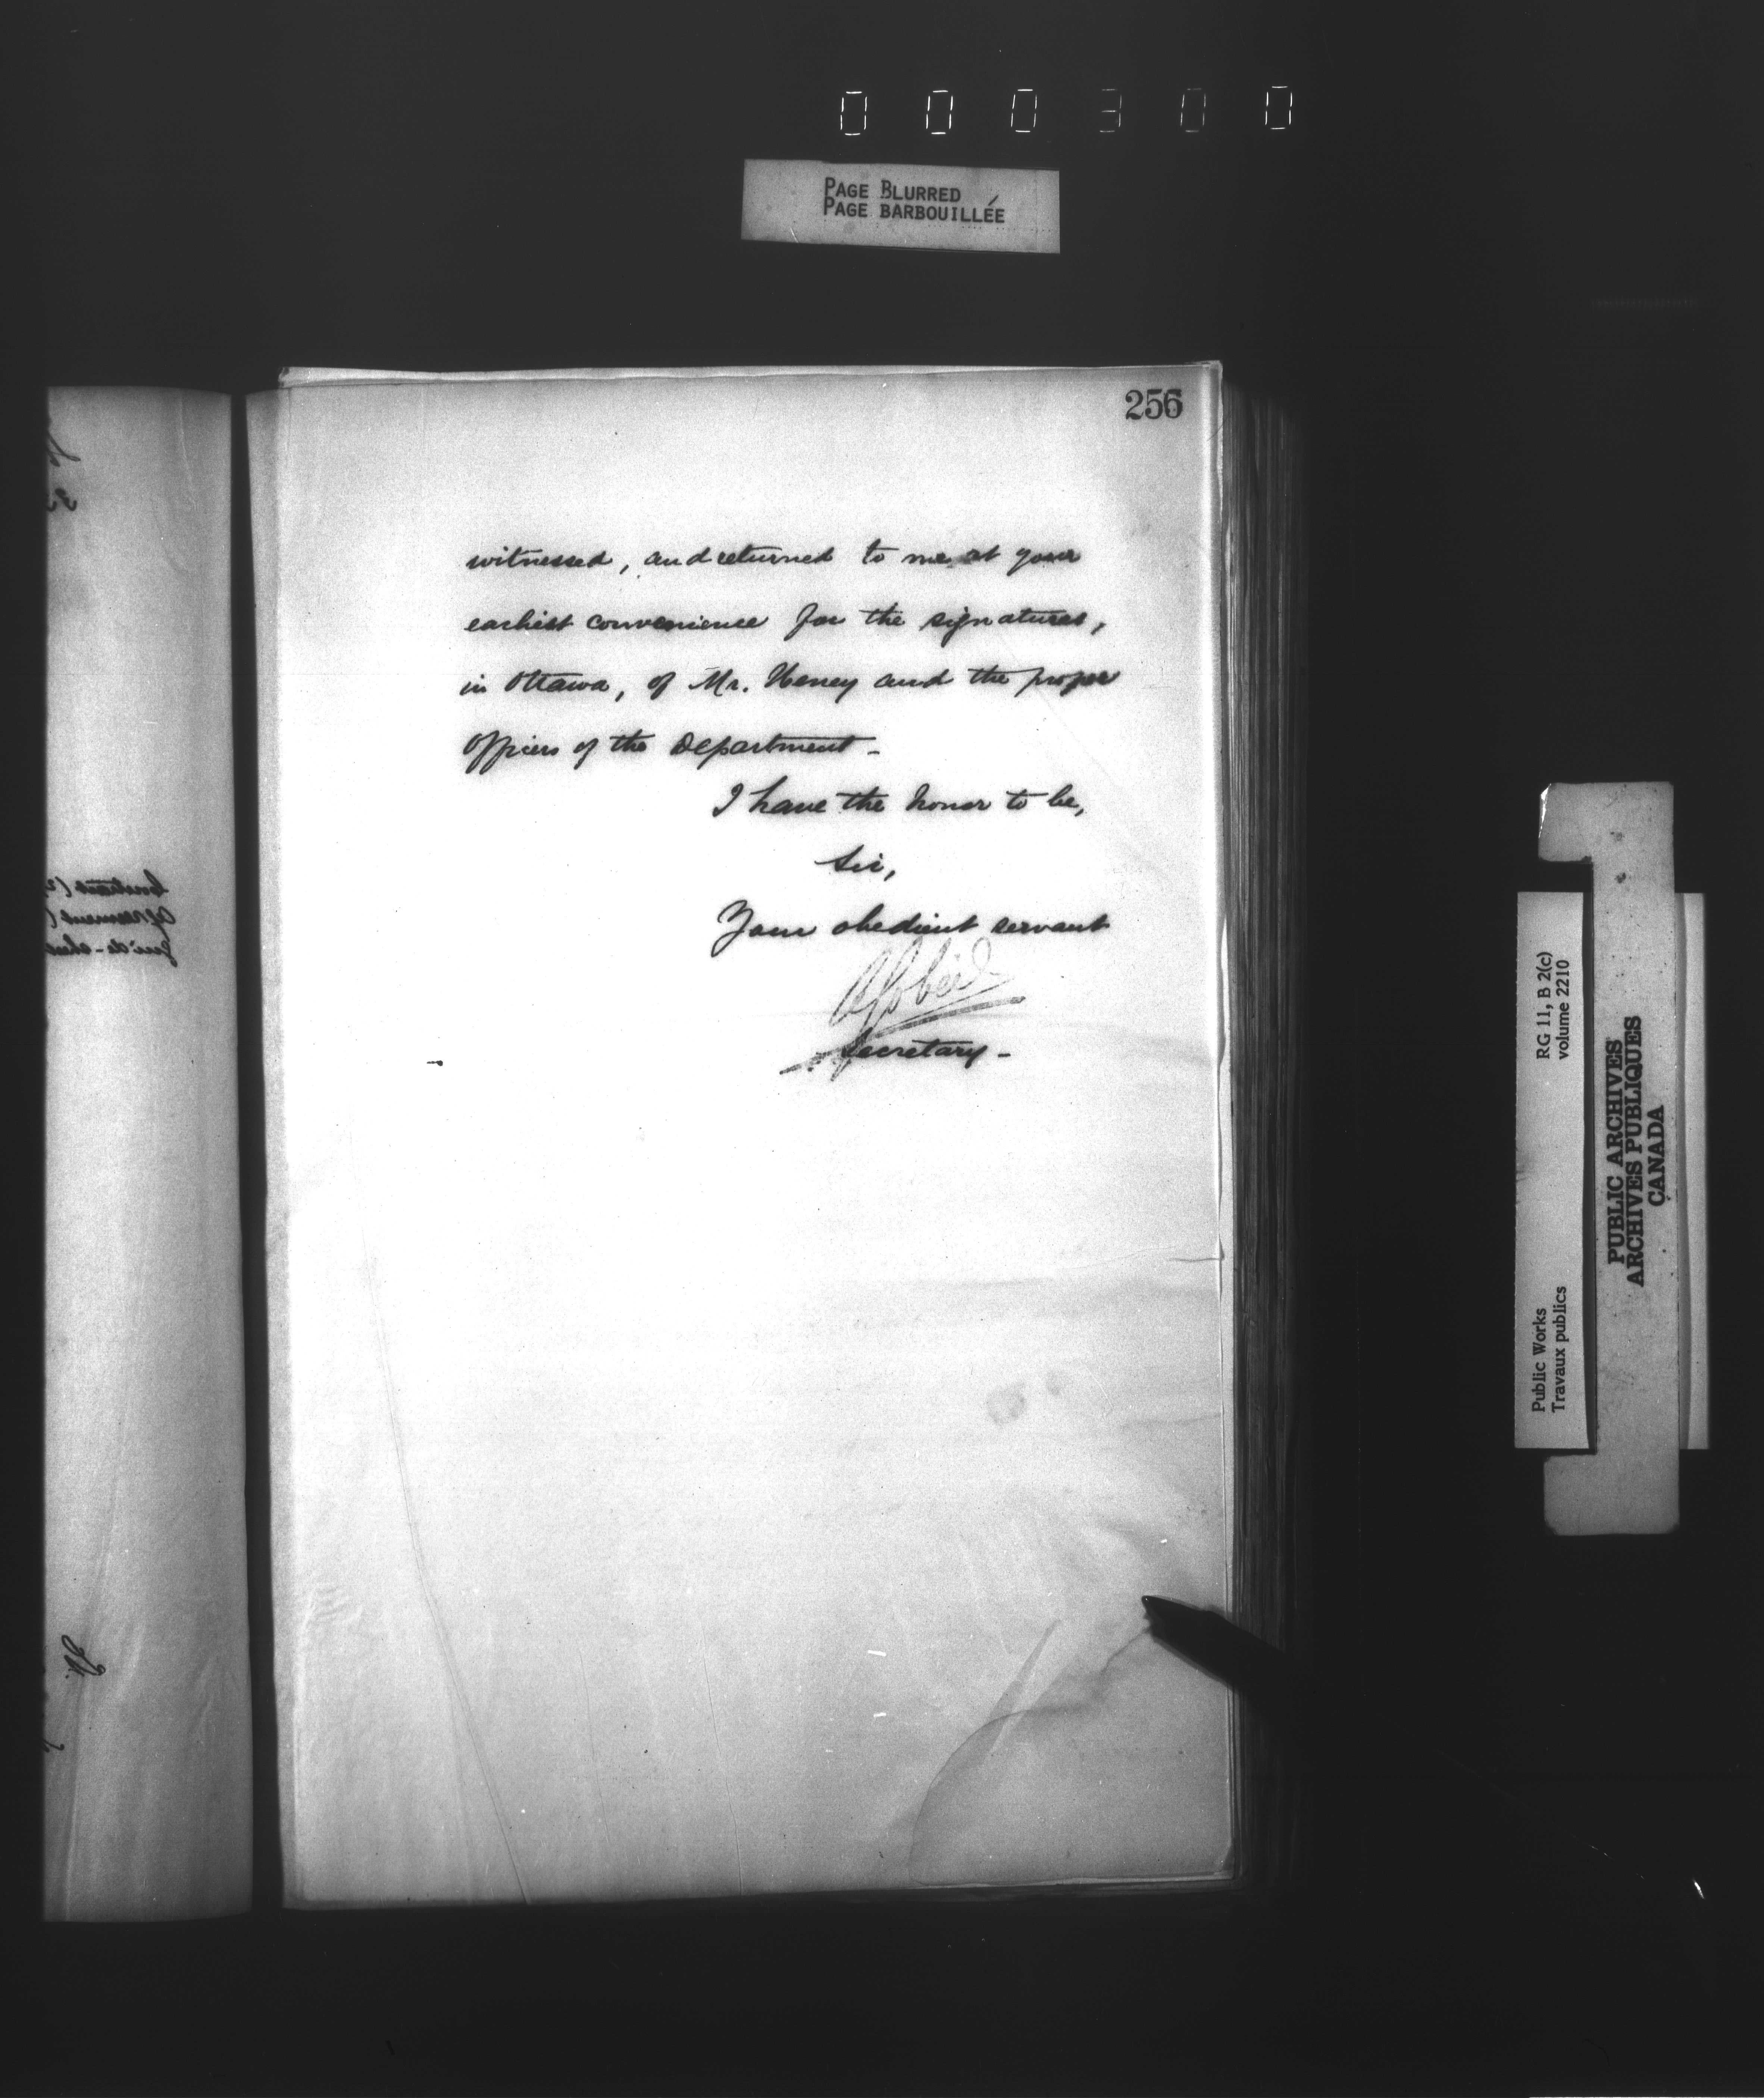 000300
PAGE BLURRED
PAGE BARBOUILLÉE
256
witnessed, and returned to me at your
earliest convenience for the signatures,
in Ottawa, of Mr. Heney and the proper
Officers of the Department -
I have the honor to be,
Sir,
Your obedient servant
AGobeil
Secretary -
RG 11, B 2(c)
volume 2210
Public Works
Travaux publics
PUBLIC ARCHIVES
ARCHIVES PUBLIQUES
CANADA